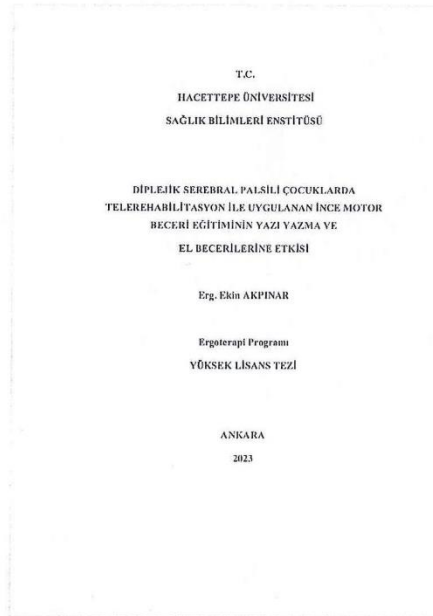 T.C.
HACETTEPE ÜNİVERSİTESİ
SAĞLIK BİLİMLERİ ENSTİTÜSÜ
DİPLEJİK SEREBRAL PALSİLİ ÇOCUKLARDA
TELEREHABİLİTASYON İLE UYGULANAN İNCE MOTOR
BECERİ EĞİTİMİNİN YAZI YAZMA VE
EL BECERİLERİNE ETKİSİ
Erg. Ekin AKPINAR
Ergoterapi Programı
YÜKSEK LİSANS TEZİ
ANKARA
2023